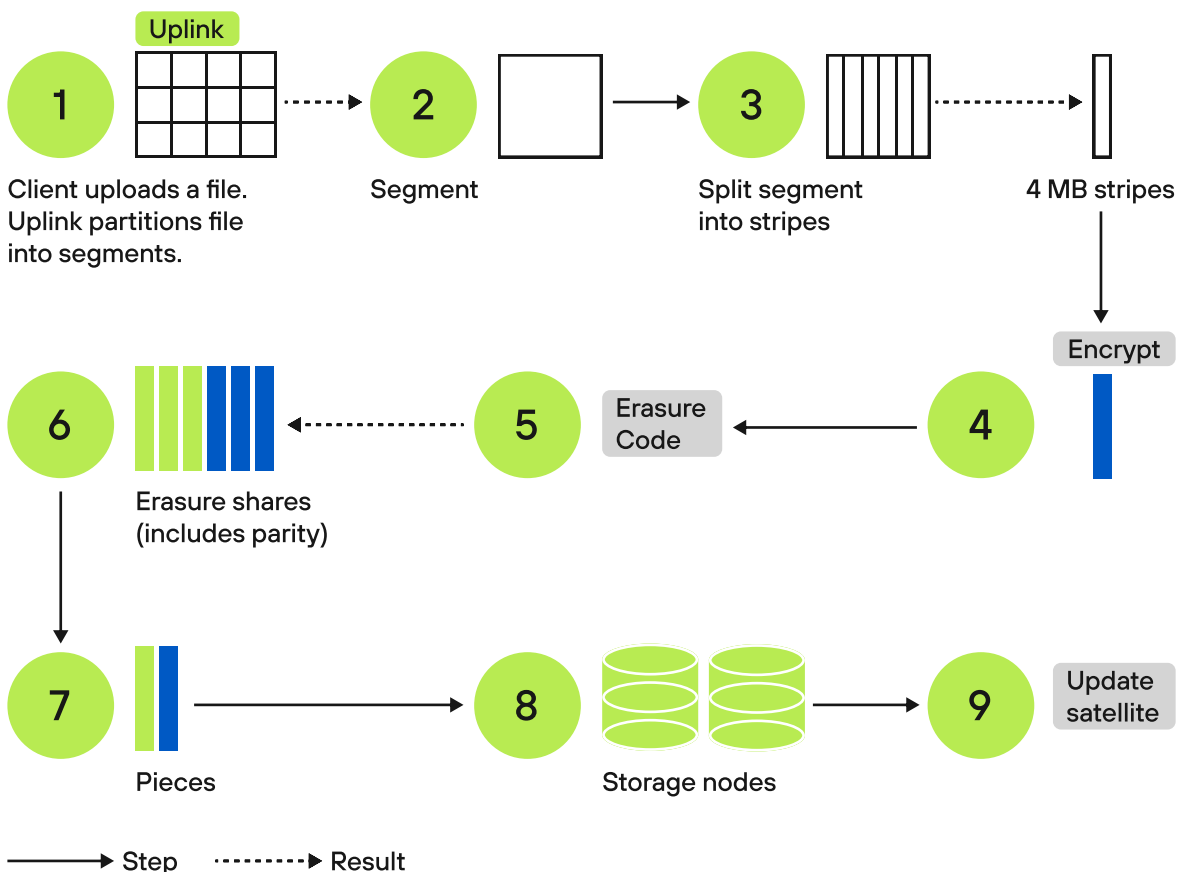 Uplink
1
2
3
Client uploads a file.
Uplink partitions file
into segments.
Segment
Split segment
into stripes
4 MB stripes
Encrypt
6
5
Erasure
Code
4
Erasure shares
(includes parity)
7
8
9
Update
satellite
Pieces
Storage nodes
Step
Result